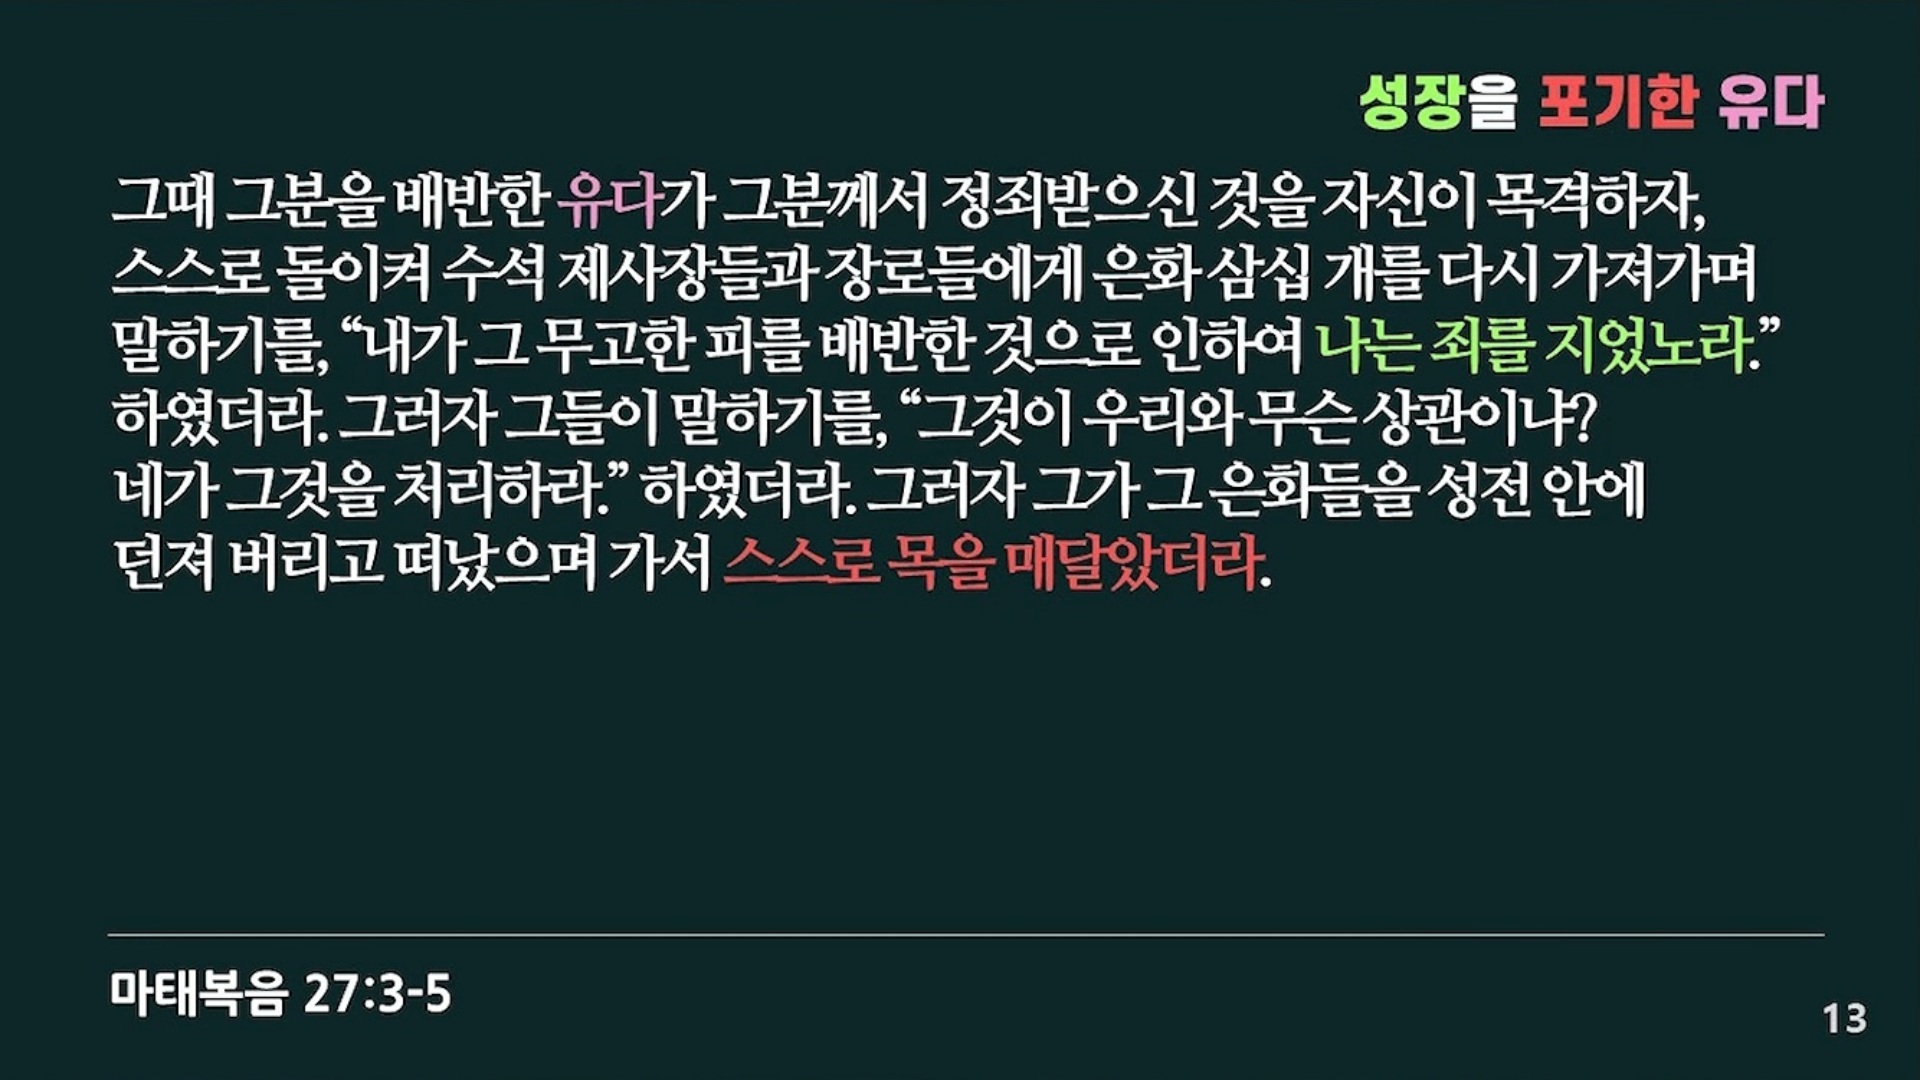 성장을 포기한 유다
그때 그분을 배반한 유다가 그분께서 정죄받으신 것을 자신이 목격하자,
스스로 돌이켜 수석 제사장들과 장로들에게 은화 삼십 개를 다시 가져가며
말하기를, “내가 그 무고한 피를 배반한 것으로 인하여 나는 죄를 지었노라.”
하였더라. 그러자 그들이 말하기를, “그것이 우리와 무슨 상관이냐?
네가 그것을 처리하라.” 하였더라. 그러자 그가 그 은화들을 성전 안에
던져 버리고 떠났으며 가서 스스로 목을 매달았더라.
마태복음 27:3-5
13